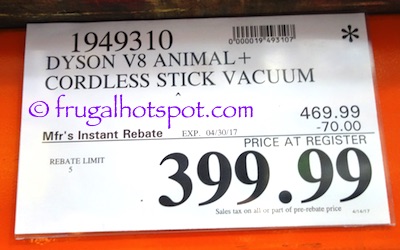 1949310
0000019493107
*
DYSON V8 ANIMAL+
CORDLESS STICK VACUUM
frugalhotspot.com
469.99
-70.00
Mfr's Instant Rebate EXP. 04/30/17
PRICE AT REGISTER
REBATE LIMIT
5
399.99
Sales tax on all or part of pre-rebate price